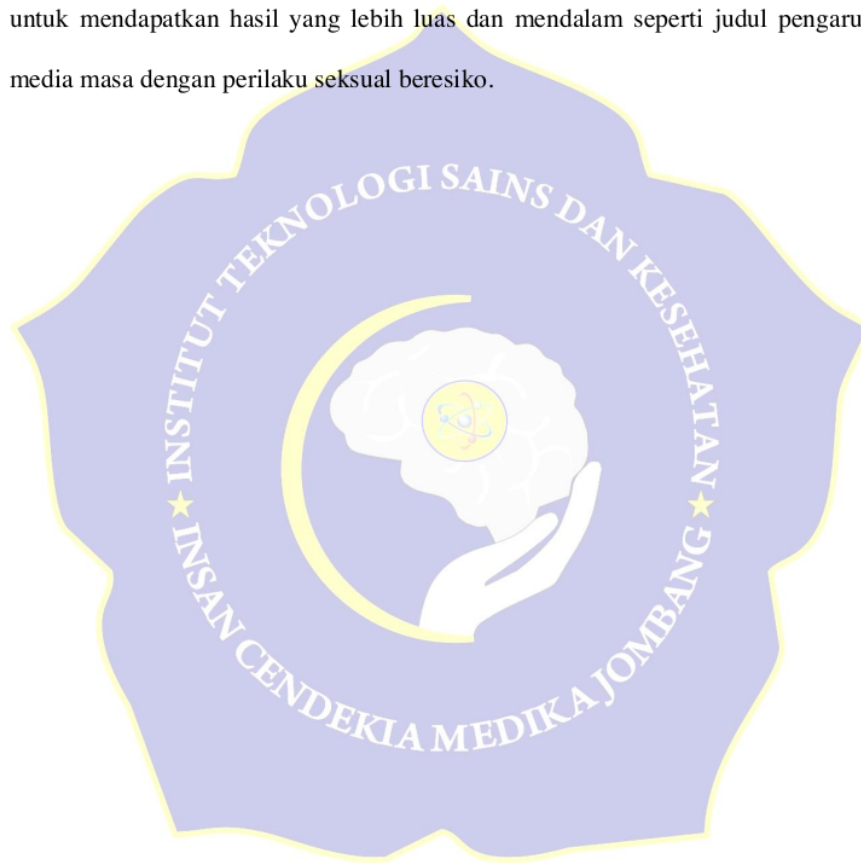 untuk mendapatkan hasil yang lebih luas dan mendalam seperti judul pengaru
media masa dengan perilaku seksual beresiko.
INSTITUT TEKNOLOGI SAINS DAN KESEHATAN
INSAN CENDEKIA MEDIKA JOMBANG